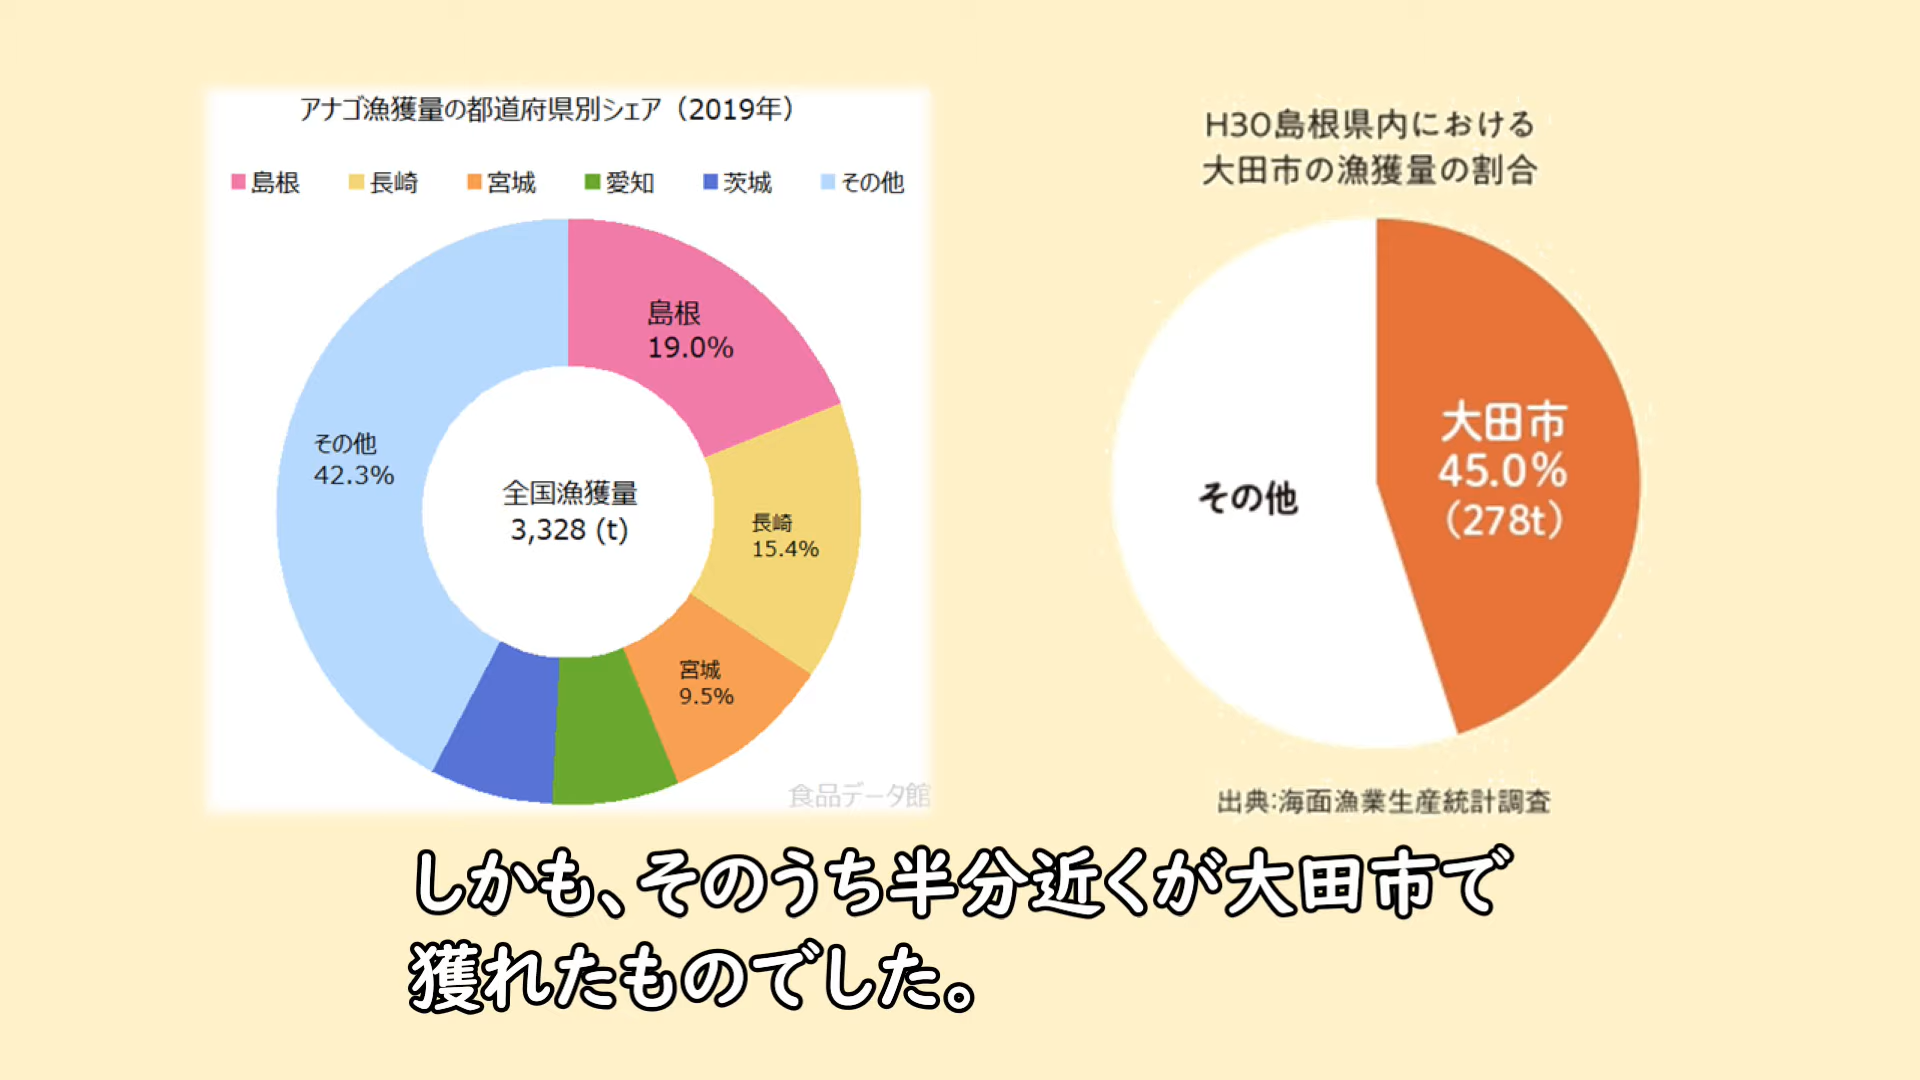 アナゴ漁獲量の都道府県別シェア（2019年）
島根 長崎 宮城 愛知 茨城 その他
島根
19.0%
長崎
15.4%
宮城
9.5%
その他
42.3%
全国漁獲量
3,328 (t)
食品データ館
H30島根県内における
大田市の漁獲量の割合
大田市
45.0%
（278t）
その他
出典:海面漁業生産統計調査
しかも、そのうち半分近くが大田市で
獲れたものでした。